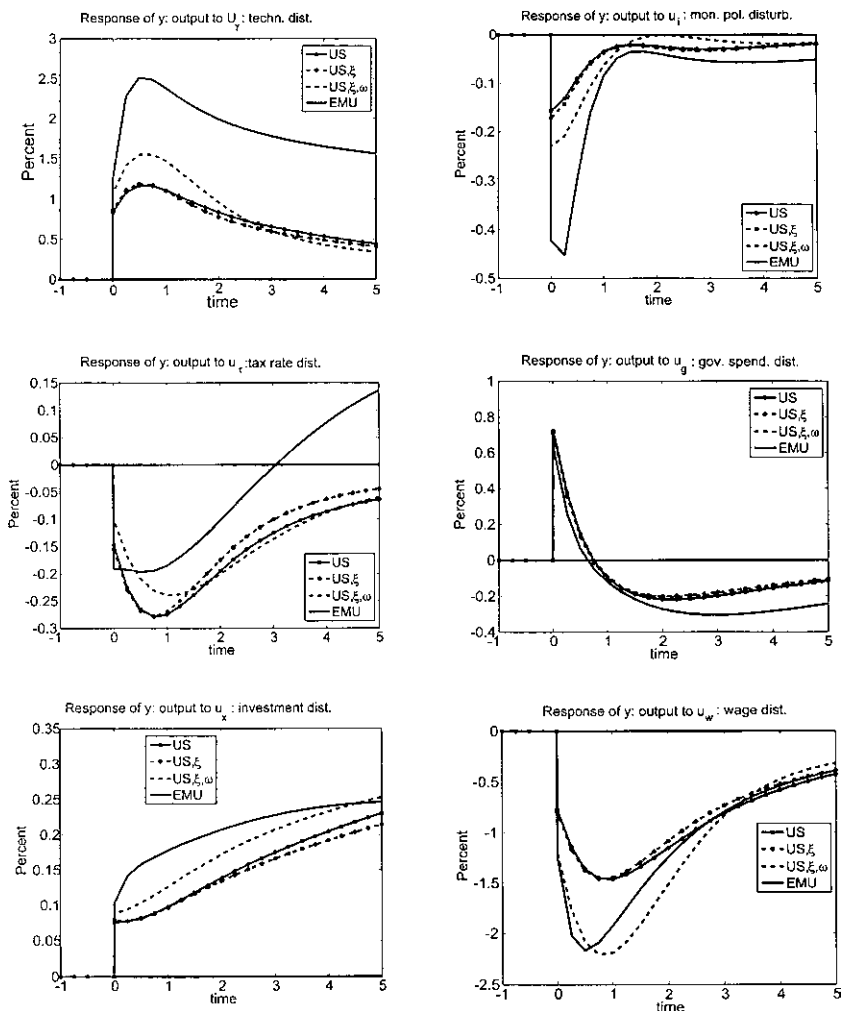 Response of y: output to U_γ: techn. dist.
3
2.5
2
1.5
1
0.5
0
Percent
US
US,ξ
US,ξ,ω
EMU
-1 0 1 2 3 4 5
time
Response of y: output to u_i : mon. pol. disturb.
0
-0.1
-0.2
-0.3
-0.4
-0.5
Percent
US
US,ξ
US,ξ,ω
EMU
-1 0 1 2 3 4 5
time
Response of y: output to u_τ :tax rate dist.
0.15
0.1
0.05
0
-0.05
-0.1
-0.15
-0.2
-0.25
-0.3
Percent
US
US,ξ
US,ξ,ω
EMU
-1 0 1 2 3 4 5
time
Response of y: output to u_g : gov. spend. dist.
1
0.8
0.6
0.4
0.2
0
-0.2
-0.4
Percent
US
US,ξ
US,ξ,ω
EMU
-1 0 1 2 3 4 5
time
Response of y: output to u_x : investment dist.
0.35
0.3
0.25
0.2
0.15
0.1
0.05
0
Percent
US
US,ξ
US,ξ,ω
EMU
-1 0 1 2 3 4 5
time
Response of y: output to u_w : wage dist.
0
-0.5
-1
-1.5
-2
-2.5
Percent
US
US,ξ
US,ξ,ω
EMU
-1 0 1 2 3 4 5
time